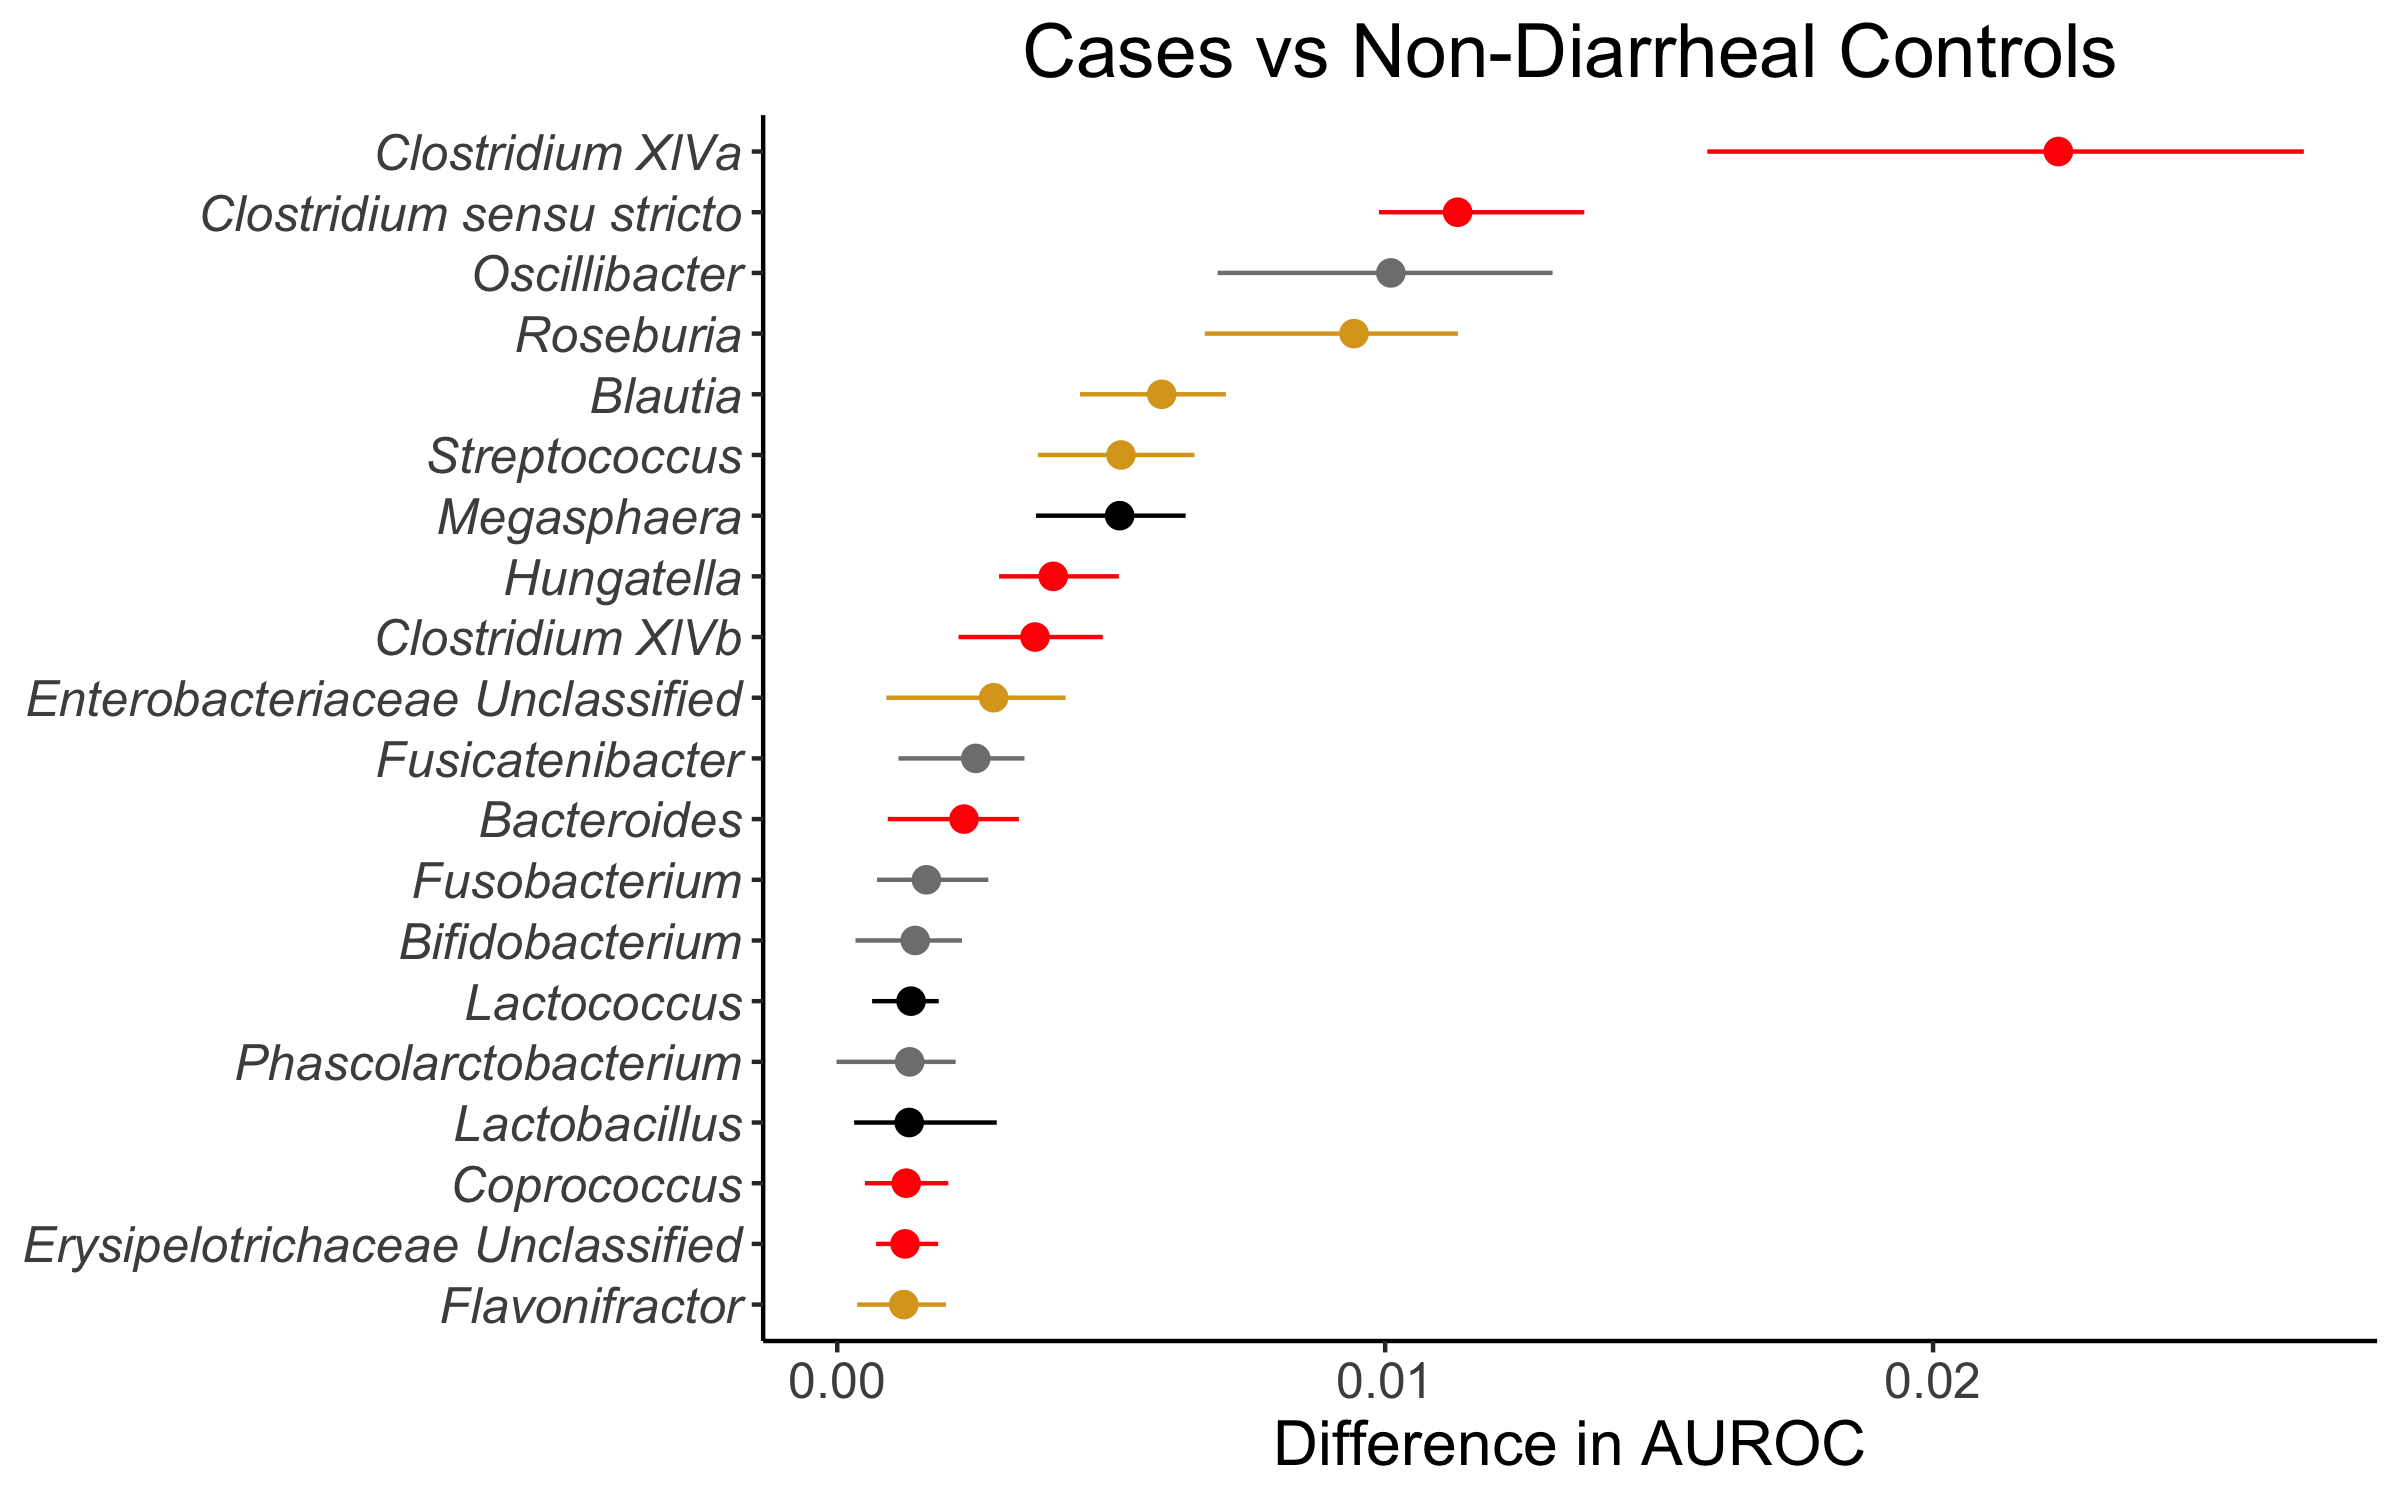 Cases vs Non-Diarrheal Controls
Clostridium XlVa
Clostridium sensu stricto
Oscillibacter
Roseburia
Blautia
Streptococcus
Megasphaera
Hungatella
Clostridium XlVb
Enterobacteriaceae Unclassified
Fusicatenibacter
Bacteroides
Fusobacterium
Bifidobacterium
Lactococcus
Phascolarctobacterium
Lactobacillus
Coprococcus
Erysipelotrichaceae Unclassified
Flavonifractor
0.00 0.01 0.02
Difference in AUROC